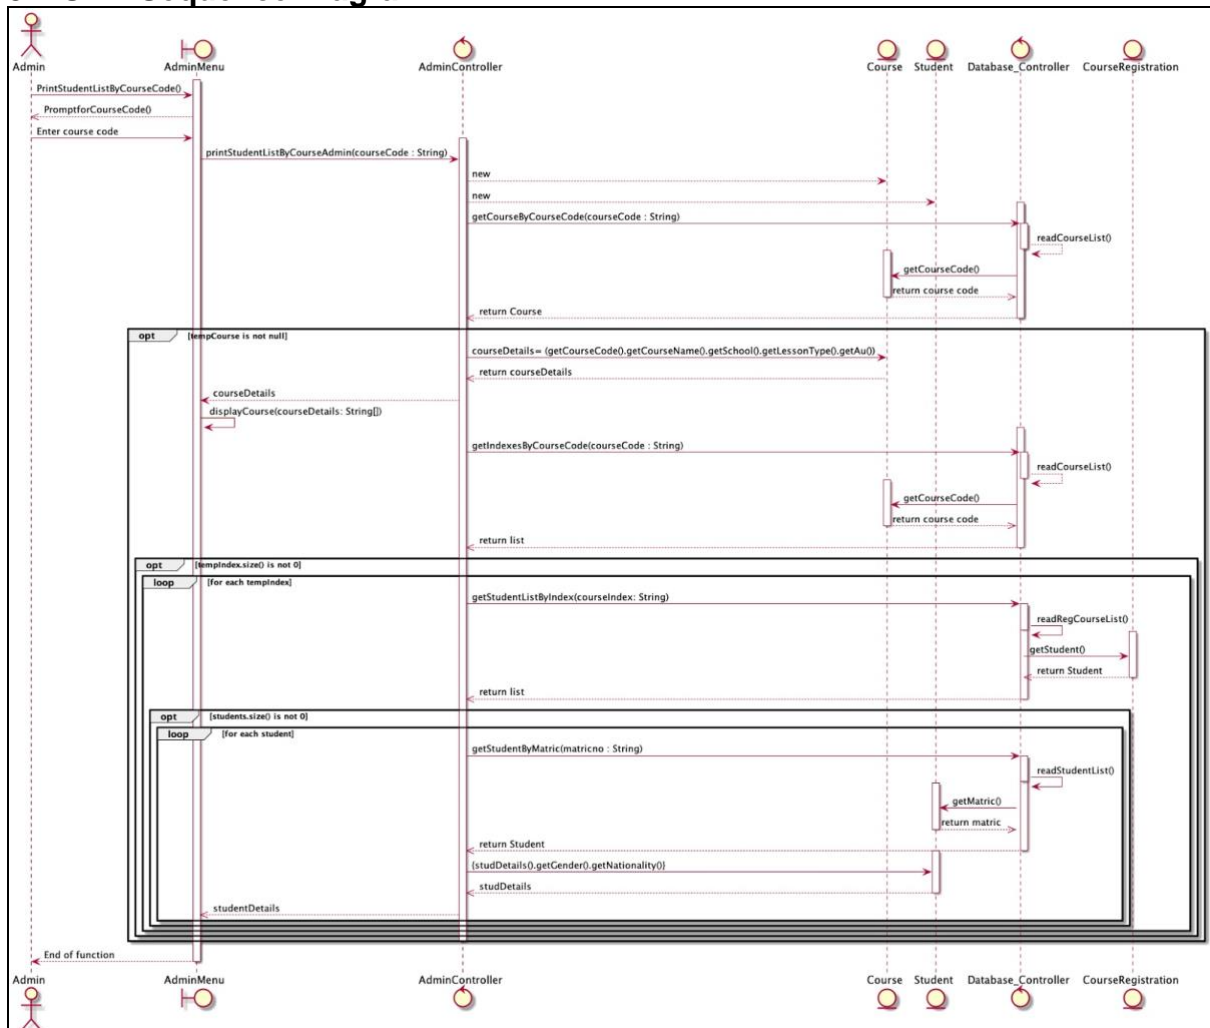 Admin
AdminMenu
AdminController
Course
Student
Database_Controller
CourseRegistration
PrintStudentListByCourseCode()
PromptforCourseCode()
Enter course code
printStudentListByCourseAdmin(courseCode : String)
new
new
getCourseByCourseCode(courseCode : String)
readCourseList()
getCourseCode()
return course code
return Course
opt [tempCourse is not null]
courseDetails= (getCourseCode().getCourseName().getSchool().getLessonType().getAu())
return courseDetails
courseDetails
displayCourse(courseDetails: String[])
getIndexesByCourseCode(courseCode : String)
readCourseList()
getCourseCode()
return course code
return list
opt [tempIndex.size() is not 0]
loop [for each tempIndex]
getStudentListByIndex(courseIndex: String)
readRegCourseList()
getStudent()
return Student
return list
opt [students.size() is not 0]
loop [for each student]
getStudentByMatric(matricno : String)
readStudentList()
getMatric()
return matric
return Student
{studDetails().getGender().getNationality()}
studDetails
studentDetails
End of function
Admin
AdminMenu
AdminController
Course
Student
Database_Controller
CourseRegistration